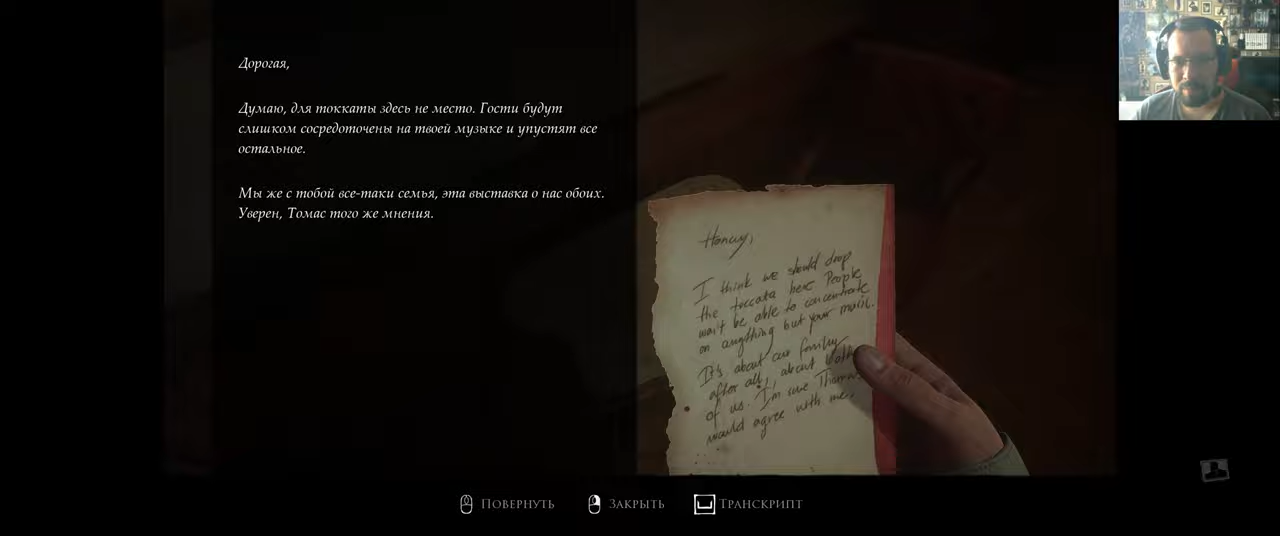 Дорогая,
Думаю, для токкаты здесь не место. Гости будут
слишком сосредоточены на твоей музыке и упустят все
остальное.
Мы же с тобой все-таки семья, эта выставка о нас обоих.
Уверен, Томас того же мнения.
Honey,
I think we should drop
the toccata here. People
won't be able to concentrate
on anything but your music.
It's about our family
after all, about both
of us. I'm sure Thomas
would agree with me.
Повернуть
Закрыть
Транскрипт